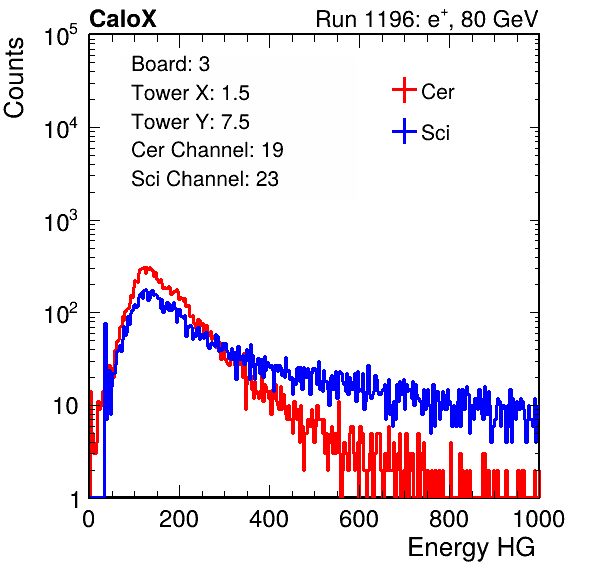 CaloX Run 1196: e⁺, 80 GeV
Counts
10⁵
10⁴
10³
10²
10
1
Board: 3
Tower X: 1.5
Tower Y: 7.5
Cer Channel: 19
Sci Channel: 23
Cer
Sci
0 200 400 600 800 1000
Energy HG